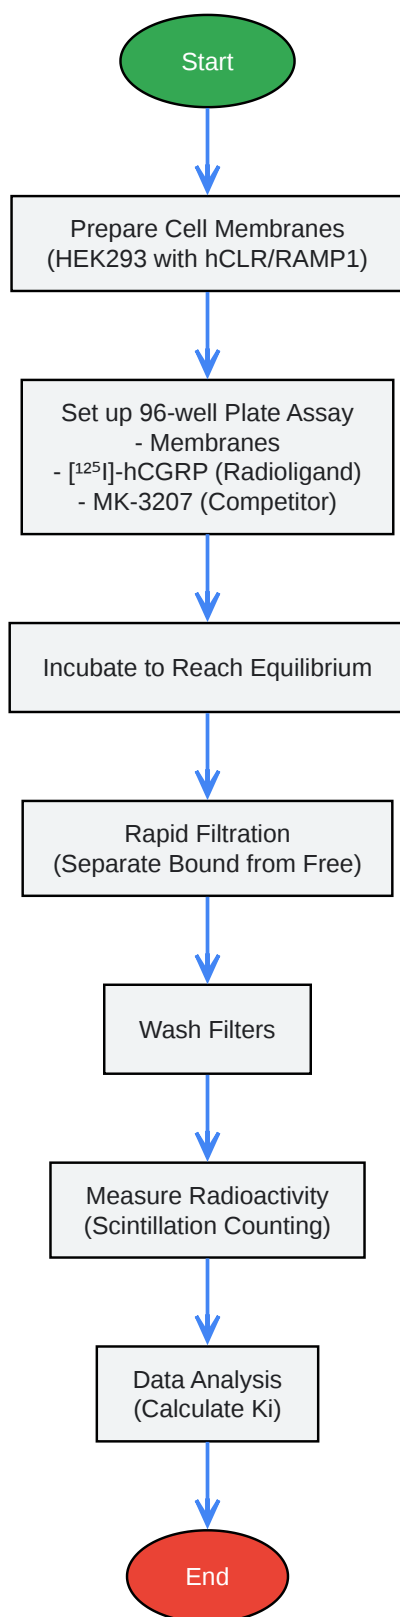 Start
Prepare Cell Membranes
(HEK293 with hCLR/RAMP1)
Set up 96-well Plate Assay
- Membranes
- [¹²⁵I]-hCGRP (Radioligand)
- MK-3207 (Competitor)
Incubate to Reach Equilibrium
Rapid Filtration
(Separate Bound from Free)
Wash Filters
Measure Radioactivity
(Scintillation Counting)
Data Analysis
(Calculate Ki)
End